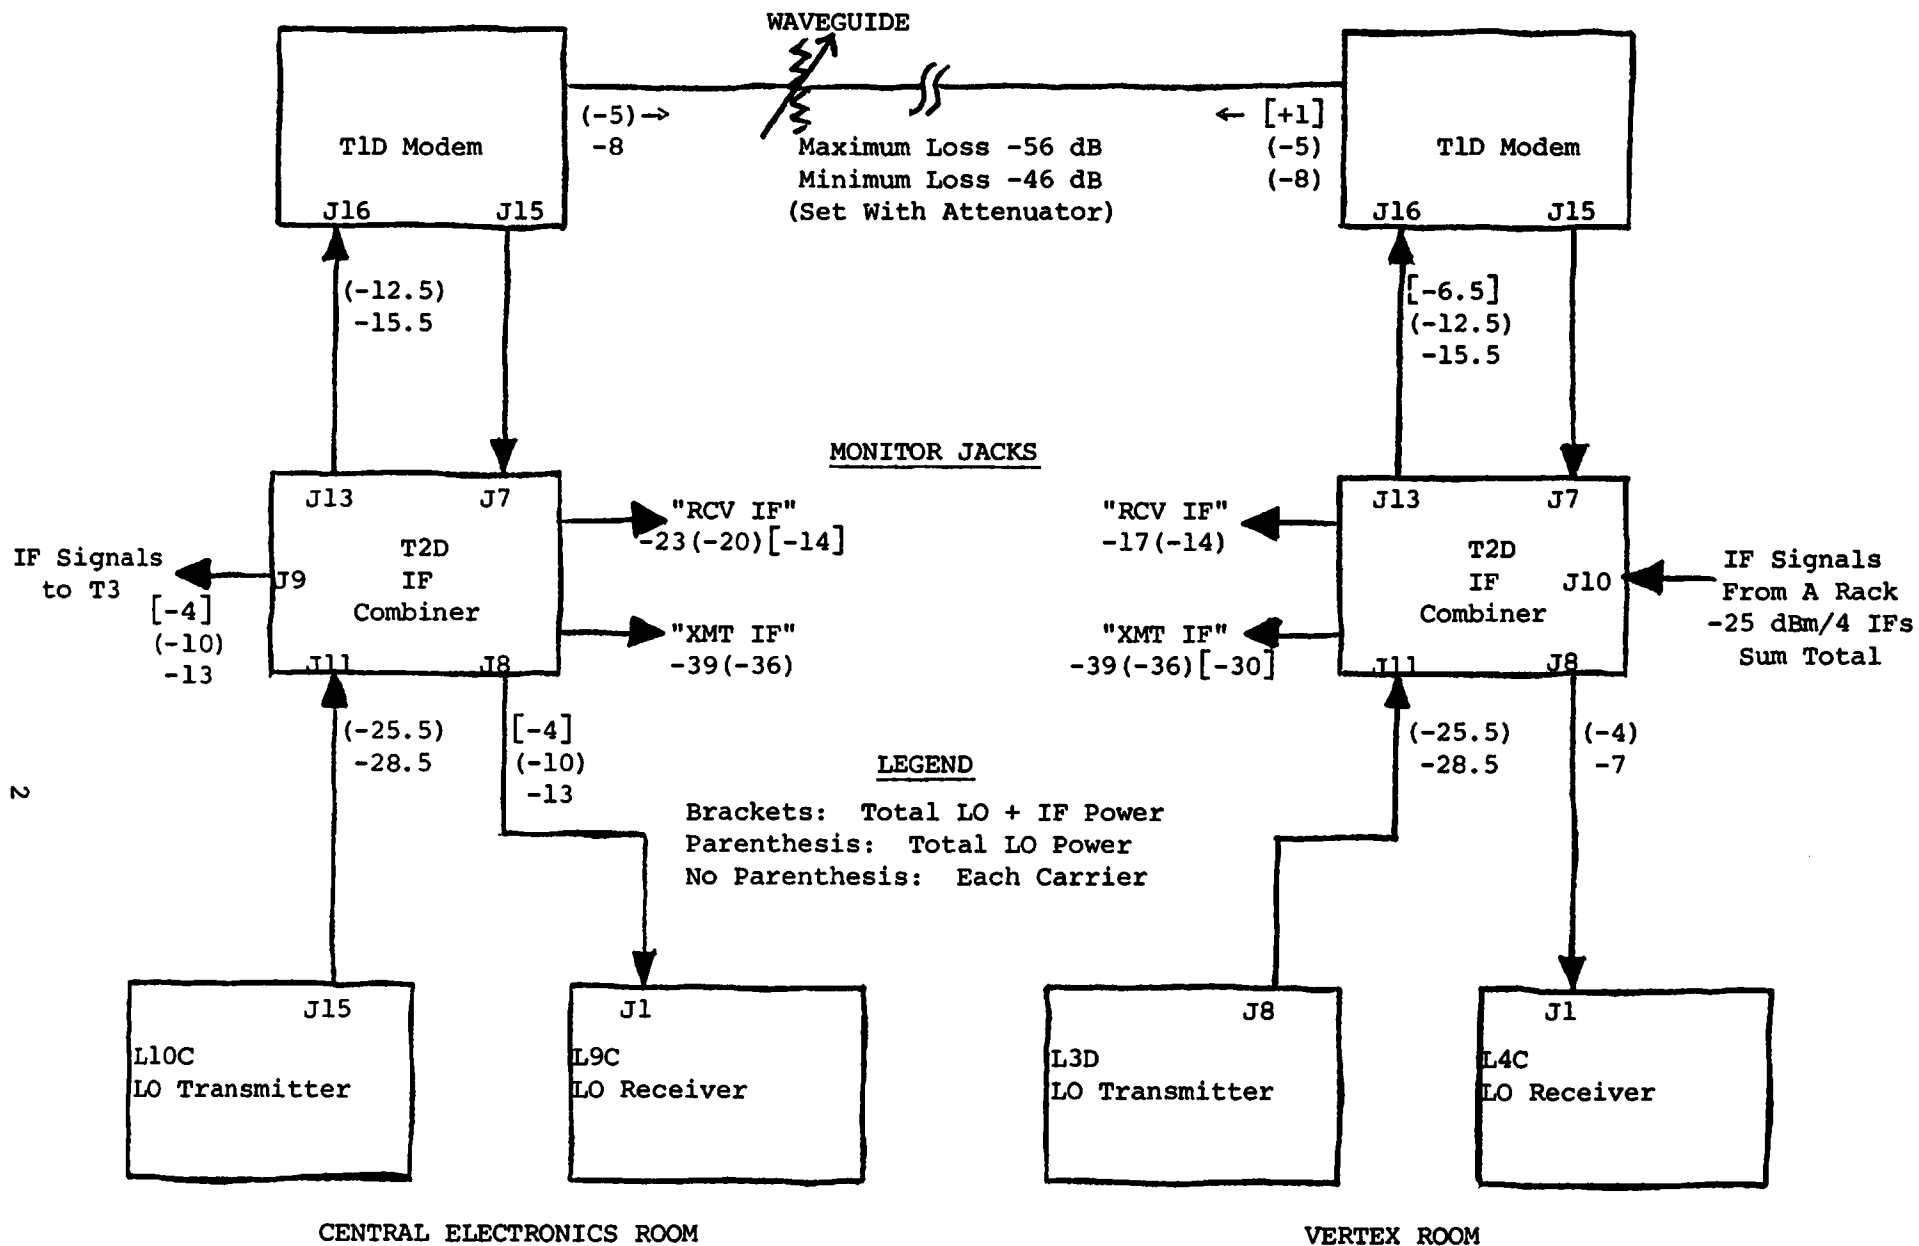 WAVEGUIDE
T1D Modem
J16
J15
(-5)→
-8
Maximum Loss -56 dB
Minimum Loss -46 dB
(Set With Attenuator)
← [+1]
(-5)
(-8)
T1D Modem
J16
J15
(-12.5)
-15.5
[-6.5]
(-12.5)
-15.5
MONITOR JACKS
J13
J7
T2D
IF
Combiner
J9
J11
J8
IF Signals
to T3
[-4]
(-10)
-13
"RCV IF"
-23(-20)[-14]
"XMT IF"
-39(-36)
"RCV IF"
-17(-14)
"XMT IF"
-39(-36)[-30]
J13
J7
T2D
IF
Combiner
J10
J11
J8
IF Signals
From A Rack
-25 dBm/4 IFs
Sum Total
(-25.5)
-28.5
[-4]
(-10)
-13
(-25.5)
-28.5
(-4)
-7
LEGEND
Brackets: Total LO + IF Power
Parenthesis: Total LO Power
No Parenthesis: Each Carrier
2
J15
L10C
LO Transmitter
J1
L9C
LO Receiver
J8
L3D
LO Transmitter
J1
L4C
LO Receiver
CENTRAL ELECTRONICS ROOM
VERTEX ROOM